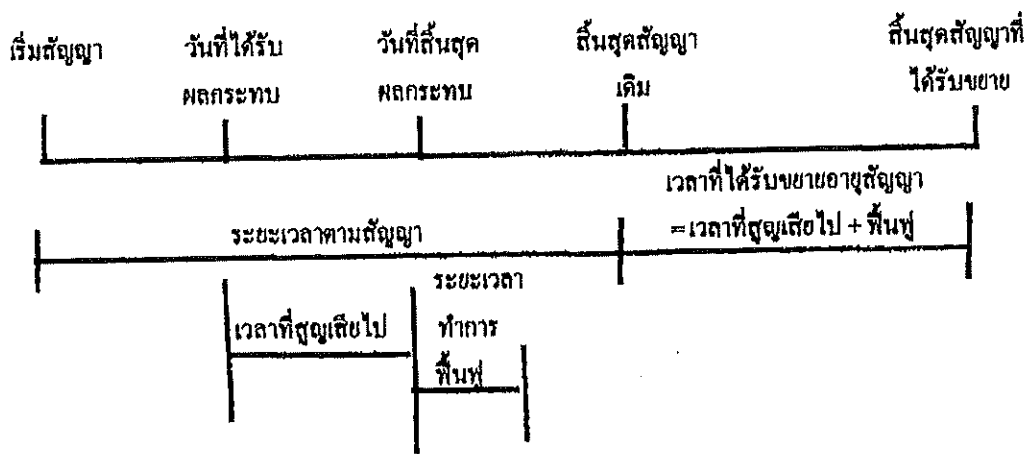 เริ่มสัญญา วันที่ได้รับ วันที่สิ้นสุด สิ้นสุดสัญญา สิ้นสุดสัญญาที่
ผลกระทบ ผลกระทบ เดิม ได้รับขยาย
เวลาที่ได้รับขยายอายุสัญญา
ระยะเวลาตามสัญญา =เวลาที่สูญเสียไป + ฟื้นฟู
ระยะเวลา
เวลาที่สูญเสียไป ทำการ
ฟื้นฟู